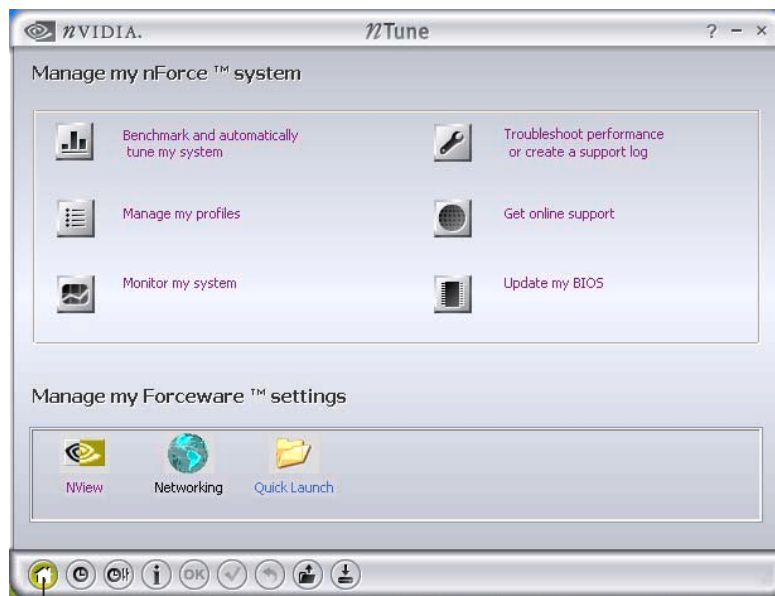 nVIDIA.
nTune
? - ×
Manage my nForce ™ system
Benchmark and automatically
tune my system
Troubleshoot performance
or create a support log
Manage my profiles
Get online support
Monitor my system
Update my BIOS
Manage my Forceware ™ settings
NView
Networking
Quick Launch
i
OK